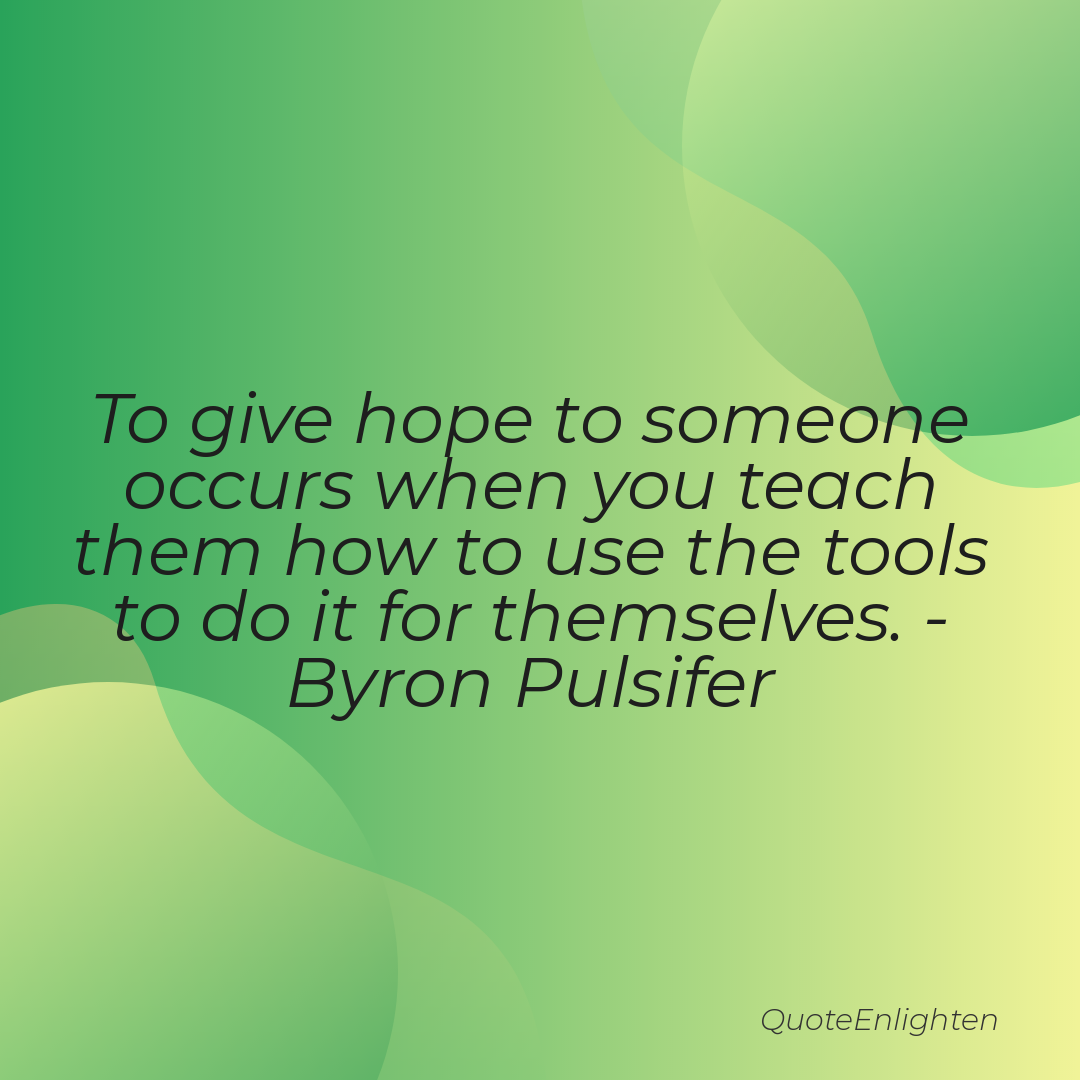 To give hope to someone
occurs when you teach
them how to use the tools
to do it for themselves. -
Byron Pulsifer
QuoteEnlighten